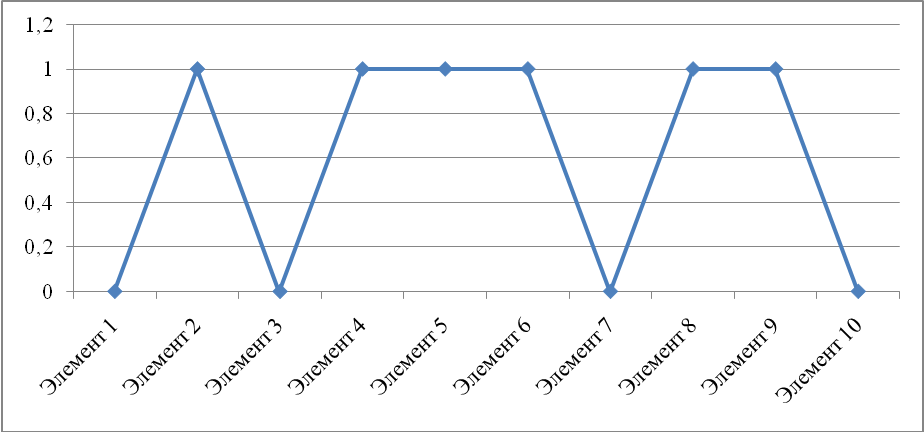 1,2
1
0,8
0,6
0,4
0,2
0
Элемент 1
Элемент 2
Элемент 3
Элемент 4
Элемент 5
Элемент 6
Элемент 7
Элемент 8
Элемент 9
Элемент 10